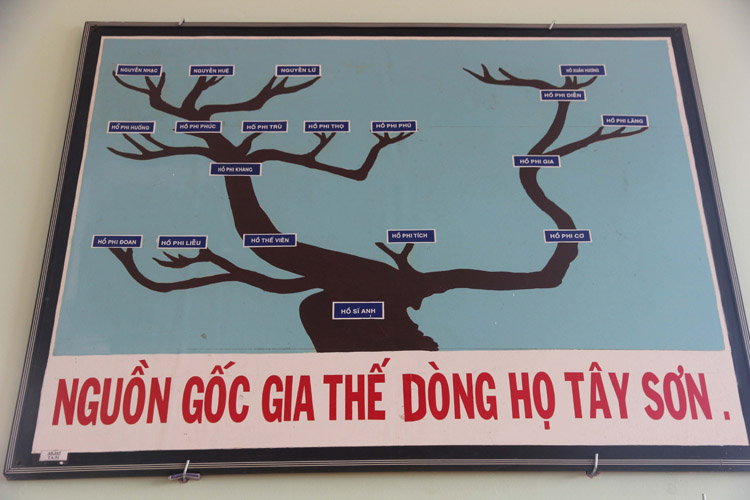 NGUYỄN NHẠC NGUYỄN HUỆ NGUYỄN LỮ HỒ XUÂN HƯƠNG
HỒ PHI DIỄN
HỒ PHI HUỐNG HỒ PHI PHÚC HỒ PHI TRÙ HỒ PHI THỌ HỒ PHI PHÚ HỒ PHI LÃNG
HỒ PHI KHANG HỒ PHI GIA
HỒ PHI ĐOAN HỒ PHI LIỄU HỒ THẾ VIÊN HỒ PHI TÍCH HỒ PHI CƠ
HỒ SĨ ANH
NGUỒN GỐC GIA THẾ DÒNG HỌ TÂY SƠN .